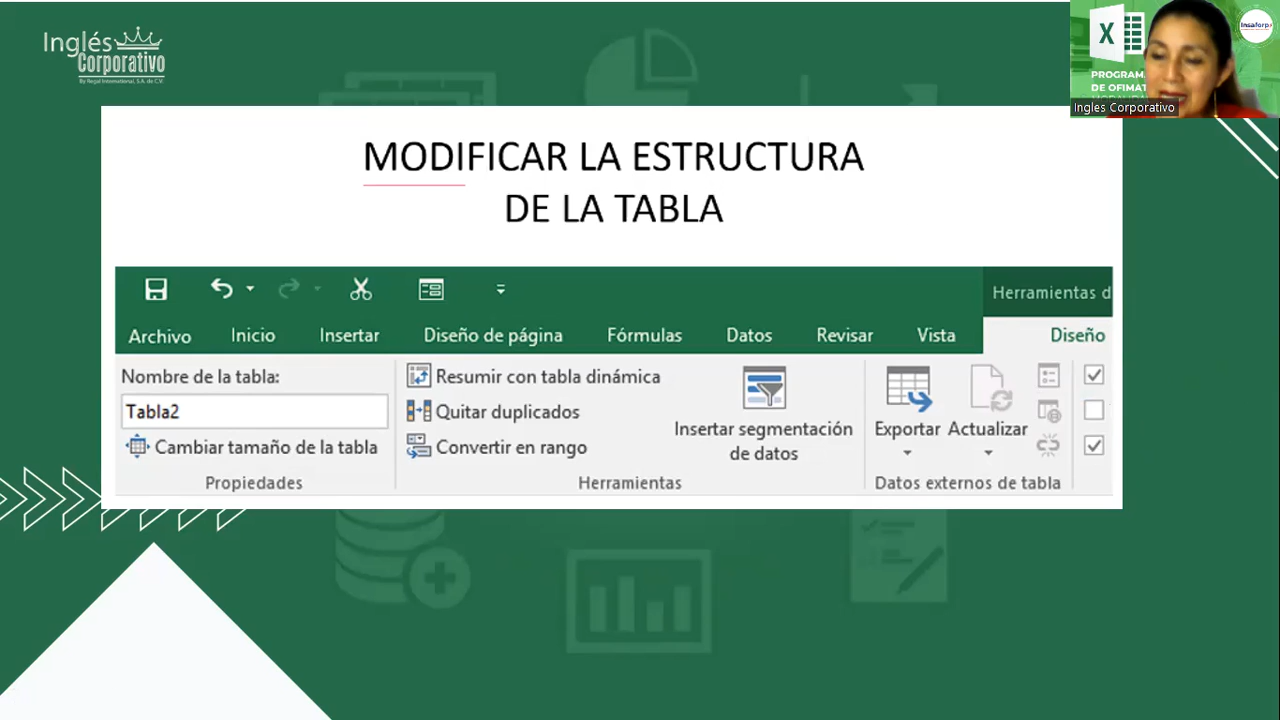 Inglés
Corporativo
By Regal International, S.A. de C.V.
Insaforp
X
PROGRAMA
DE OFIMAT
Ingles Corporativo
MODIFICAR LA ESTRUCTURA
DE LA TABLA
Herramientas d
Archivo Inicio Insertar Diseño de página Fórmulas Datos Revisar Vista Diseño
Nombre de la tabla:
Tabla2
Cambiar tamaño de la tabla
Propiedades
Resumir con tabla dinámica
Quitar duplicados
Convertir en rango
Insertar segmentación
de datos
Herramientas
Exportar Actualizar
Datos externos de tabla